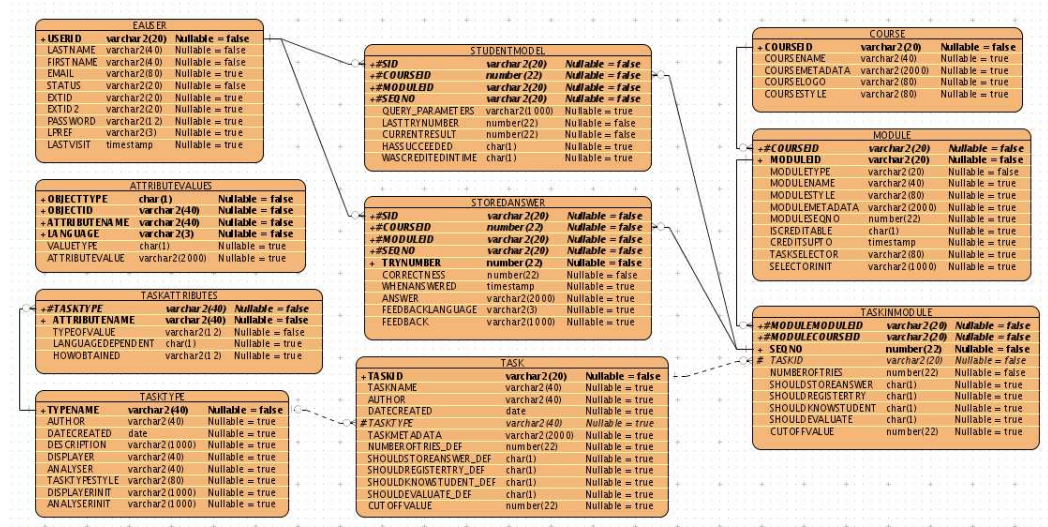 EAUSER
+ USERID varchar2(20) Nullable = false
LASTNAME varchar2(40) Nullable = false
FIRSTNAME varchar2(40) Nullable = false
EMAIL varchar2(80) Nullable = true
STATUS varchar2(20) Nullable = false
EXTID varchar2(20) Nullable = true
EXTID2 varchar2(20) Nullable = true
PASSWORD varchar2(12) Nullable = true
LPREF varchar2(3) Nullable = true
LASTVISIT timestamp Nullable = true
ATTRIBUTEVALUES
+ OBJECTTYPE char(1) Nullable = false
+ OBJECTID varchar2(40) Nullable = false
+ ATTRIBUTENAME varchar2(40) Nullable = false
+ LANGUAGE varchar2(3) Nullable = false
VALUETYPE char(1) Nullable = true
ATTRIBUTEVALUE varchar2(2000) Nullable = true
TASKATTRIBUTES
+#TASKTYPE varchar2(40) Nullable = false
+ ATTRIBUTENAME varchar2(40) Nullable = false
TYPEOFVALUE varchar2(12) Nullable = false
LANGUAGEDEPENDENT char(1) Nullable = true
HOWOBTAINED varchar2(12) Nullable = true
TASKTYPE
+ TYPENAME varchar2(40) Nullable = false
AUTHOR varchar2(40) Nullable = true
DATECREATED date Nullable = true
DESCRIPTION varchar2(1000) Nullable = true
DISPLAYER varchar2(40) Nullable = true
ANALYSER varchar2(40) Nullable = true
TASKTYPESTYLE varchar2(80) Nullable = true
DISPLAYERINIT varchar2(1000) Nullable = true
ANALYSERINIT varchar2(1000) Nullable = true
STUDENTMODEL
+#SID varchar2(20) Nullable = false
+#COURSEID number(22) Nullable = false
+#MODULEID varchar2(20) Nullable = false
+#SEQNO varchar2(20) Nullable = false
QUERY_PARAMETERS varchar2(1000) Nullable = true
LASTTRYNUMBER number(22) Nullable = false
CURRENTRESULT number(22) Nullable = false
HASSUCCEEDED char(1) Nullable = true
WASCREDITEDINTIME char(1) Nullable = true
STOREDANSWER
+#SID varchar2(20) Nullable = false
+#COURSEID number(22) Nullable = false
+#MODULEID varchar2(20) Nullable = false
+#SEQNO varchar2(20) Nullable = false
+ TRYNUMBER number(22) Nullable = false
CORRECTNESS number(22) Nullable = false
WHENANSWERED timestamp Nullable = true
ANSWER varchar2(2000) Nullable = true
FEEDBACKLANGUAGE varchar2(3) Nullable = true
FEEDBACK varchar2(1000) Nullable = true
TASK
+ TASKID varchar2(20) Nullable = false
TASKNAME varchar2(40) Nullable = true
AUTHOR varchar2(40) Nullable = true
DATECREATED date Nullable = true
# TASKTYPE varchar2(40) Nullable = true
TASKMETADATA varchar2(2000) Nullable = true
NUMBEROFTRIES_DEF number(22) Nullable = true
SHOULDSTOREANSWER_DEF char(1) Nullable = true
SHOULDREGISTERTRY_DEF char(1) Nullable = true
SHOULDKNOWSTUDENT_DEF char(1) Nullable = true
SHOULDEVALUATE_DEF char(1) Nullable = true
CUTOFFVALUE number(22) Nullable = true
COURSE
+ COURSEID varchar2(20) Nullable = false
COURSENAME varchar2(40) Nullable = true
COURSEMETADATA varchar2(2000) Nullable = true
COURSELOGO varchar2(80) Nullable = true
COURSESTYLE varchar2(80) Nullable = true
MODULE
+#COURSEID varchar2(20) Nullable = false
+ MODULEID varchar2(20) Nullable = false
MODULETYPE varchar2(20) Nullable = false
MODULENAME varchar2(40) Nullable = true
MODULESTYLE varchar2(80) Nullable = true
MODULEMETADATA varchar2(2000) Nullable = true
MODULESEQNO number(22) Nullable = true
ISCREDITABLE char(1) Nullable = true
CREDITSUPTO timestamp Nullable = true
TASKSELECTOR varchar2(80) Nullable = true
SELECTORINIT varchar2(1000) Nullable = true
TASKINMODULE
+#MODULEMODULEID varchar2(20) Nullable = false
+#MODULECOURSEID varchar2(20) Nullable = false
+ SEQNO number(22) Nullable = false
# TASKID varchar2(20) Nullable = false
NUMBEROFTRIES number(22) Nullable = false
SHOULDSTOREANSWER char(1) Nullable = true
SHOULDREGISTERTRY char(1) Nullable = true
SHOULDKNOWSTUDENT char(1) Nullable = true
SHOULDEVALUATE char(1) Nullable = true
CUTOFFVALUE number(22) Nullable = true